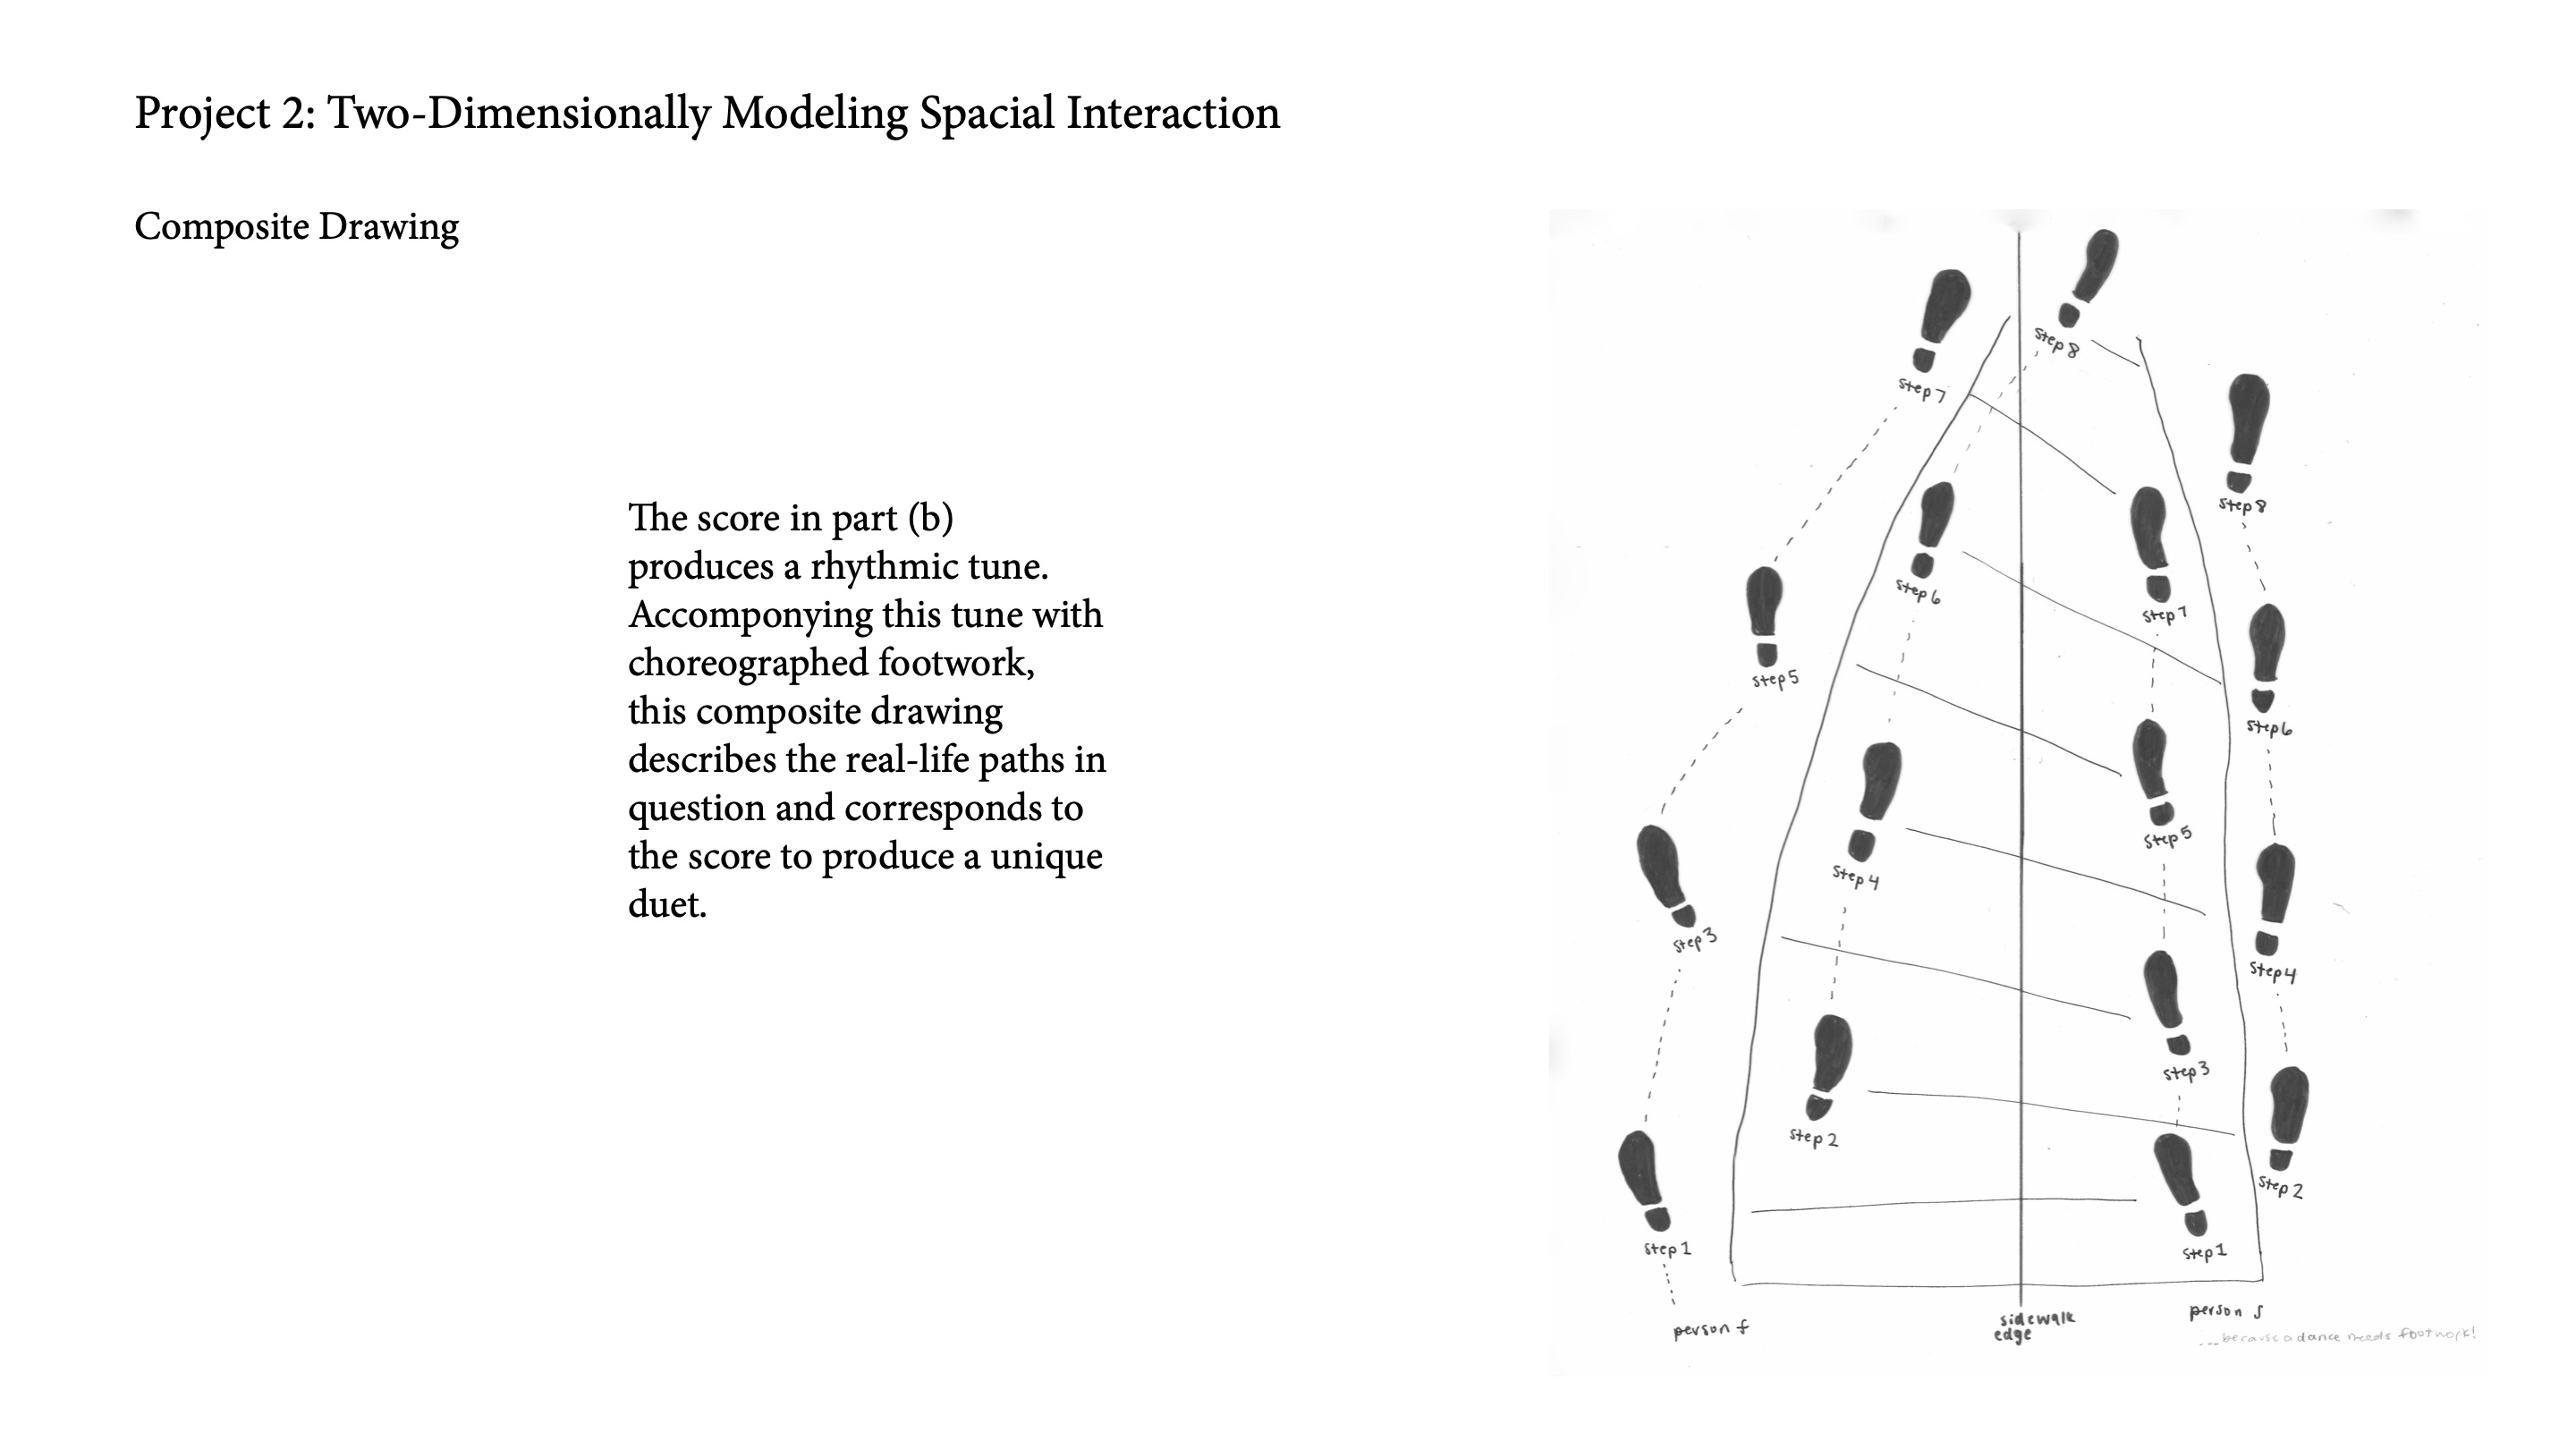 Project 2: Two-Dimensionally Modeling Spacial Interaction
Composite Drawing
The score in part (b)
produces a rhythmic tune.
Accomponying this tune with
choreographed footwork,
this composite drawing
describes the real-life paths in
question and corresponds to
the score to produce a unique
duet.
step 8
step 7
step 8
step 6
step 7
step 5
step 6
step 5
step 4
step 3
step 4
step 3
step 2
step 2
step 1
step 1
person f
sidewalk
edge
person s
...because a dance needs footwork!